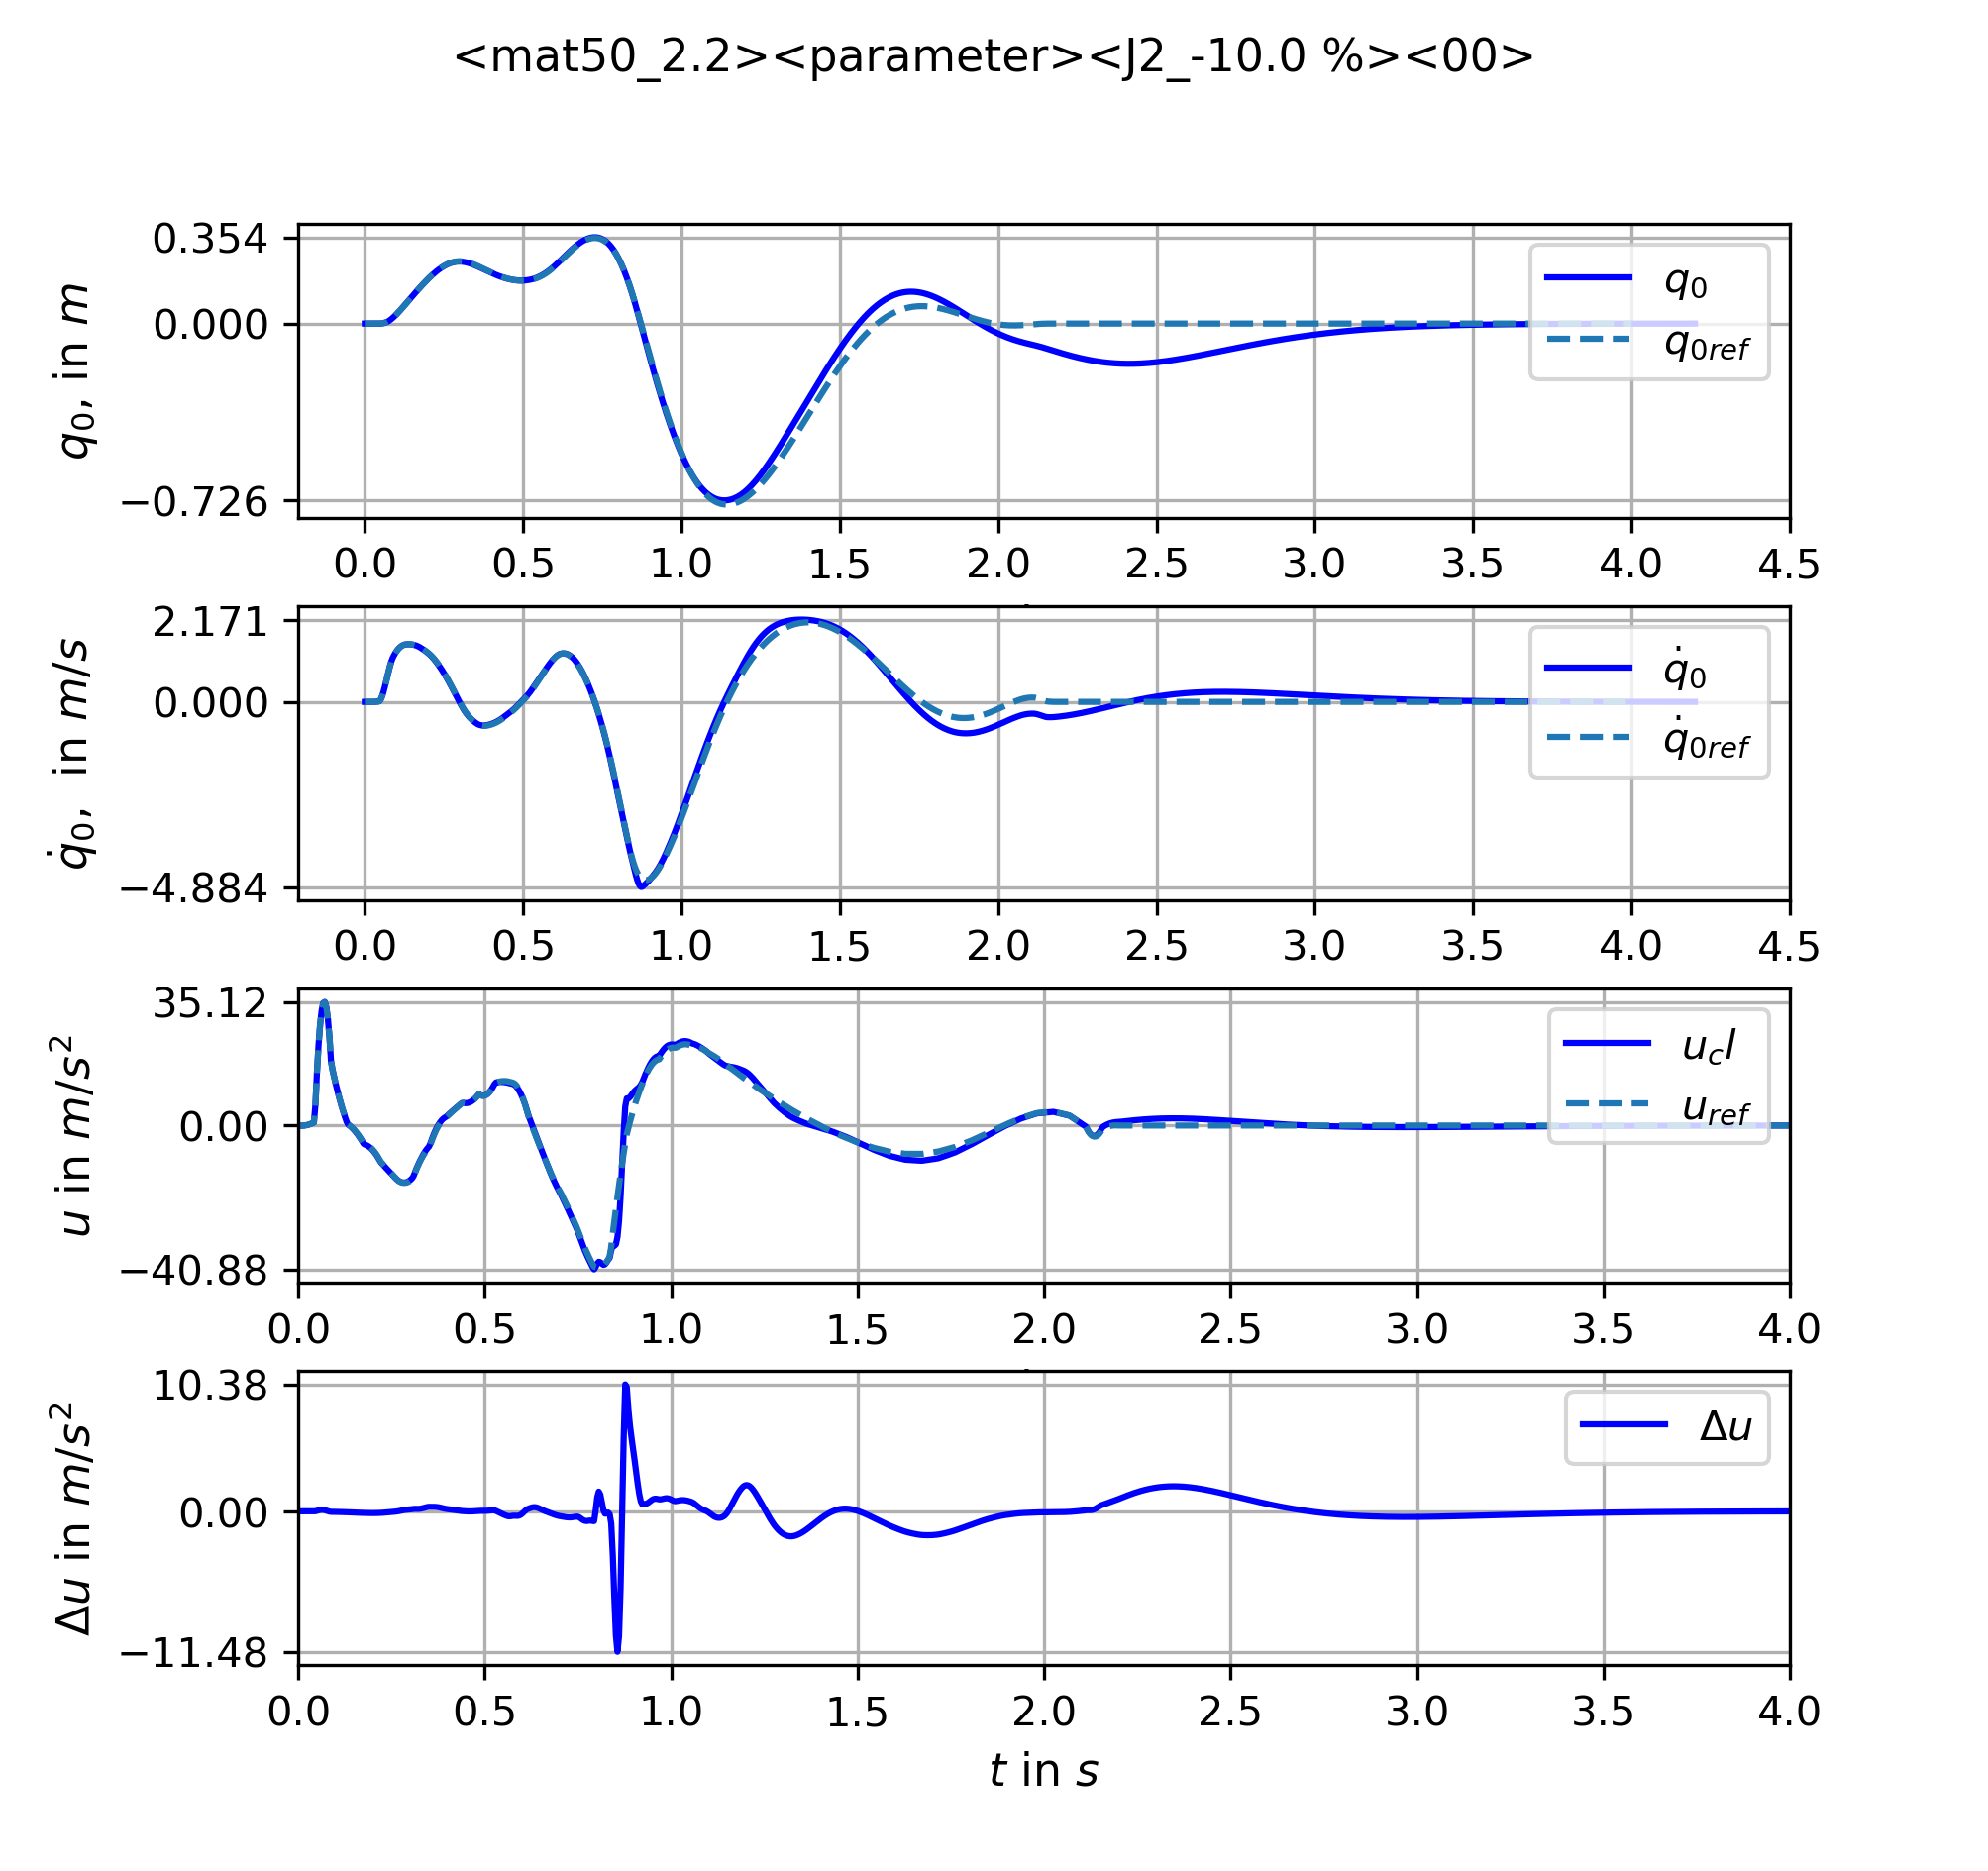 <mat50_2.2><parameter><J2_-10.0 %><00>
q₀, in m
0.354
0.000
−0.726
q₀
q₀ref
0.0 0.5 1.0 1.5 2.0 2.5 3.0 3.5 4.0 4.5
q̇₀, in m/s
2.171
0.000
−4.884
q̇₀
q̇₀ref
0.0 0.5 1.0 1.5 2.0 2.5 3.0 3.5 4.0 4.5
u in m/s²
35.12
0.00
−40.88
u_cl
u_ref
0.0 0.5 1.0 1.5 2.0 2.5 3.0 3.5 4.0
Δu in m/s²
10.38
0.00
−11.48
Δu
0.0 0.5 1.0 1.5 2.0 2.5 3.0 3.5 4.0
t in s